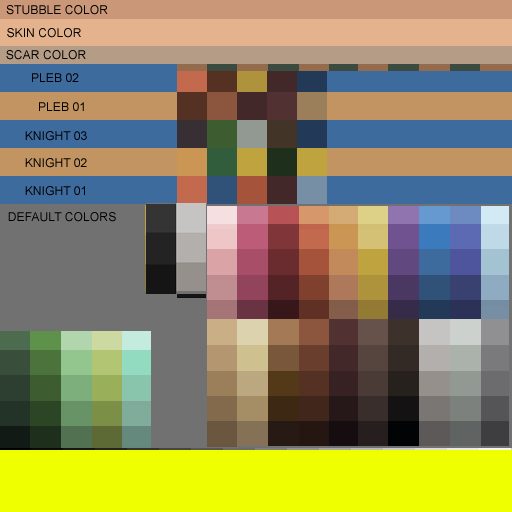 STUBBLE COLOR
SKIN COLOR
SCAR COLOR
PLEB 02
PLEB 01
KNIGHT 03
KNIGHT 02
KNIGHT 01
DEFAULT COLORS